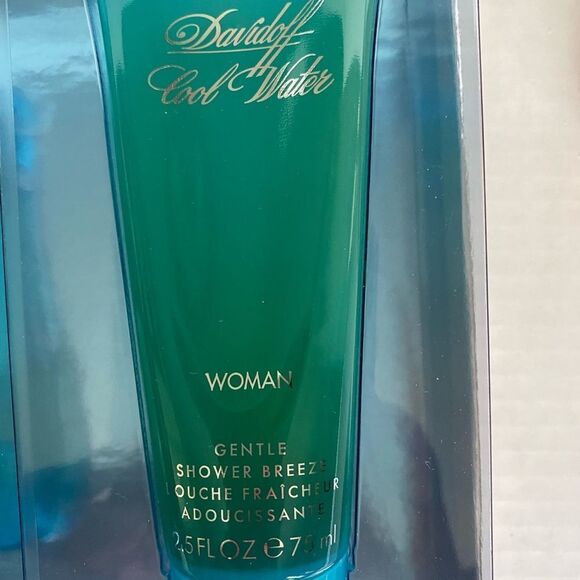 Davidoff
Cool Water
WOMAN
GENTLE
SHOWER BREEZE
DOUCHE FRAÎCHEUR
ADOUCISSANTE
2.5 FL OZ ℮ 75 ml